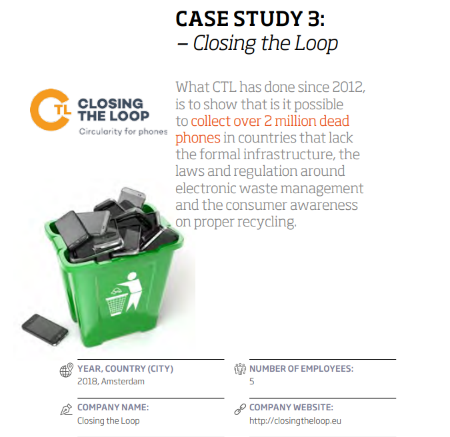 CASE STUDY 3:
– Closing the Loop
CTL
CLOSING
THE LOOP
Circularity for phones
What CTL has done since 2012,
is to show that is it possible
to collect over 2 million dead
phones in countries that lack
the formal infrastructure, the
laws and regulation around
electronic waste management
and the consumer awareness
on proper recycling.
YEAR, COUNTRY (CITY)
2018, Amsterdam
NUMBER OF EMPLOYEES:
5
COMPANY NAME:
Closing the Loop
COMPANY WEBSITE:
http://closingtheloop.eu